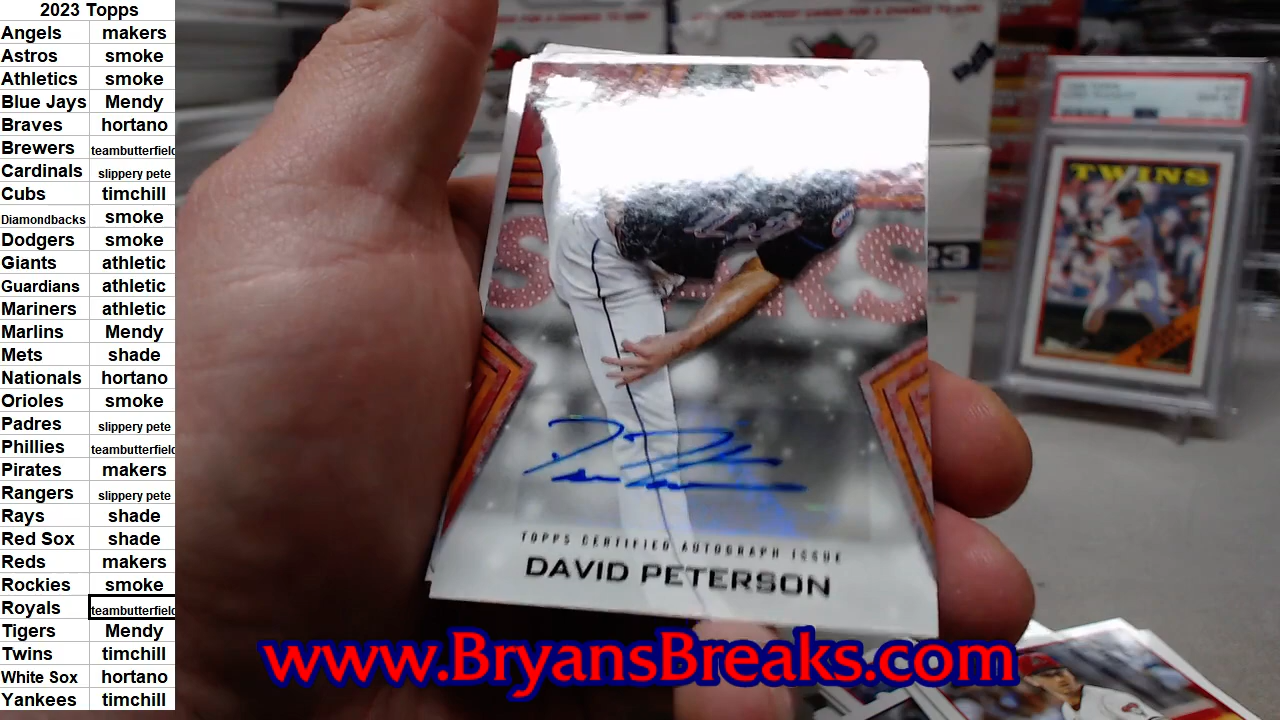 2023 Topps
Angels makers
Astros smoke
Athletics smoke
Blue Jays Mendy
Braves hortano
Brewers teambutterfield
Cardinals slippery pete
Cubs timchill
Diamondbacks smoke
Dodgers smoke
Giants athletic
Guardians athletic
Mariners athletic
Marlins Mendy
Mets shade
Nationals hortano
Orioles smoke
Padres slippery pete
Phillies teambutterfield
Pirates makers
Rangers slippery pete
Rays shade
Red Sox shade
Reds makers
Rockies smoke
Royals teambutterfield
Tigers Mendy
Twins timchill
White Sox hortano
Yankees timchill
TWINS
23
TOPPS CERTIFIED AUTOGRAPH ISSUE
DAVID PETERSON
www.BryansBreaks.com